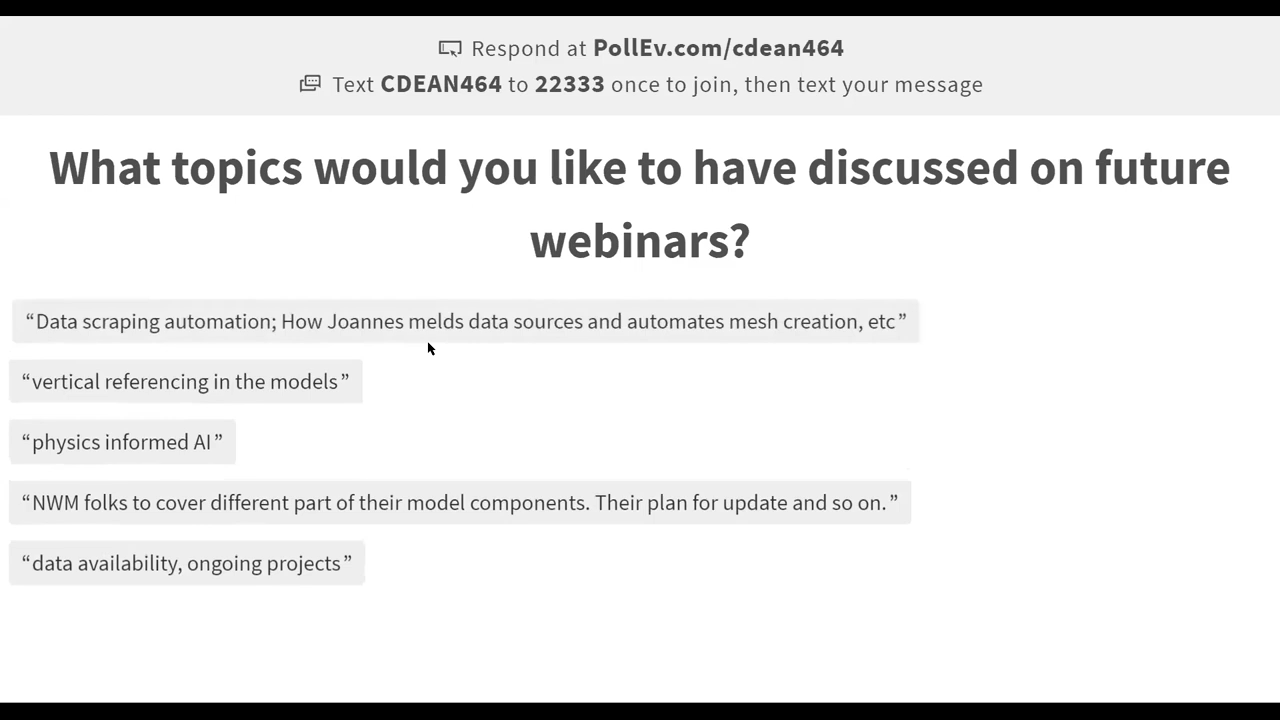 Respond at PollEv.com/cdean464
Text CDEAN464 to 22333 once to join, then text your message
What topics would you like to have discussed on future
webinars?
“Data scraping automation; How Joannes melds data sources and automates mesh creation, etc”
“vertical referencing in the models”
“physics informed AI”
“NWM folks to cover different part of their model components. Their plan for update and so on.”
“data availability, ongoing projects”